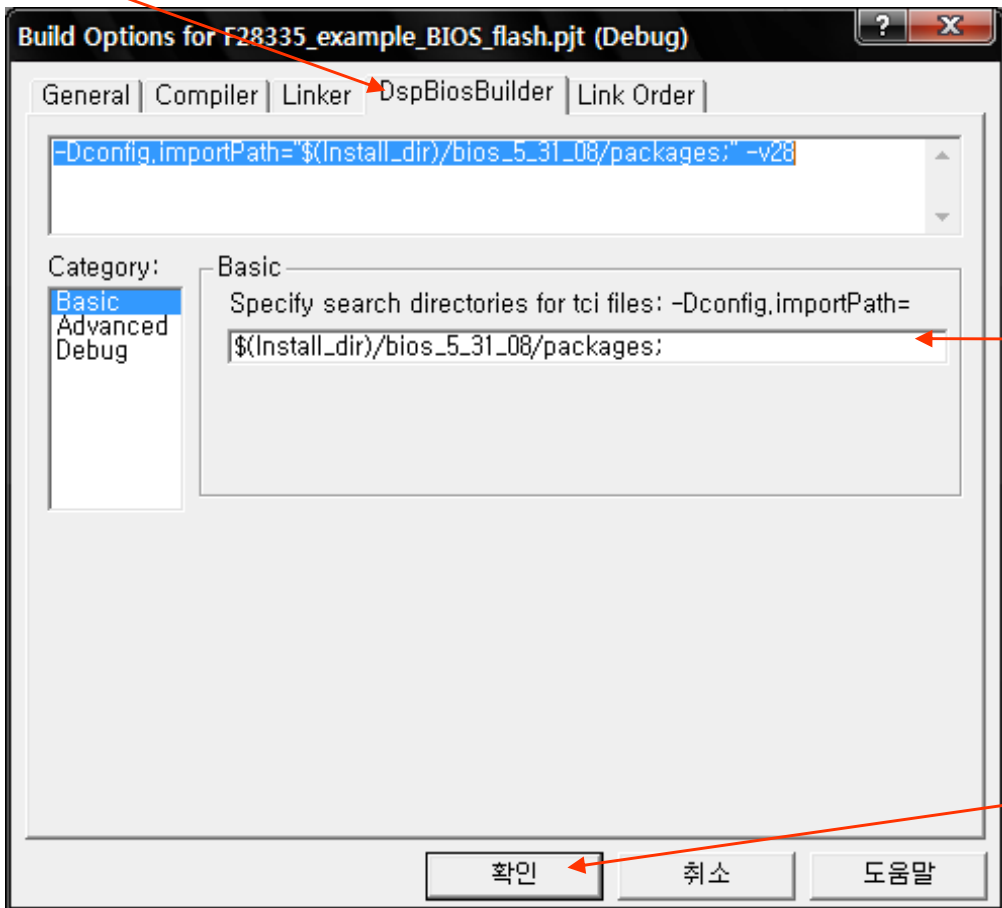 Build Options for F28335_example_BIOS_flash.pjt (Debug)
? X
General Compiler Linker DspBiosBuilder Link Order
-Dconfig,importPath="$(Install_dir)/bios_5_31_08/packages;" -v28
Category:
Basic
Basic
Specify search directories for tci files: -Dconfig,importPath=
Advanced
Debug
$(Install_dir)/bios_5_31_08/packages;
확인 취소 도움말